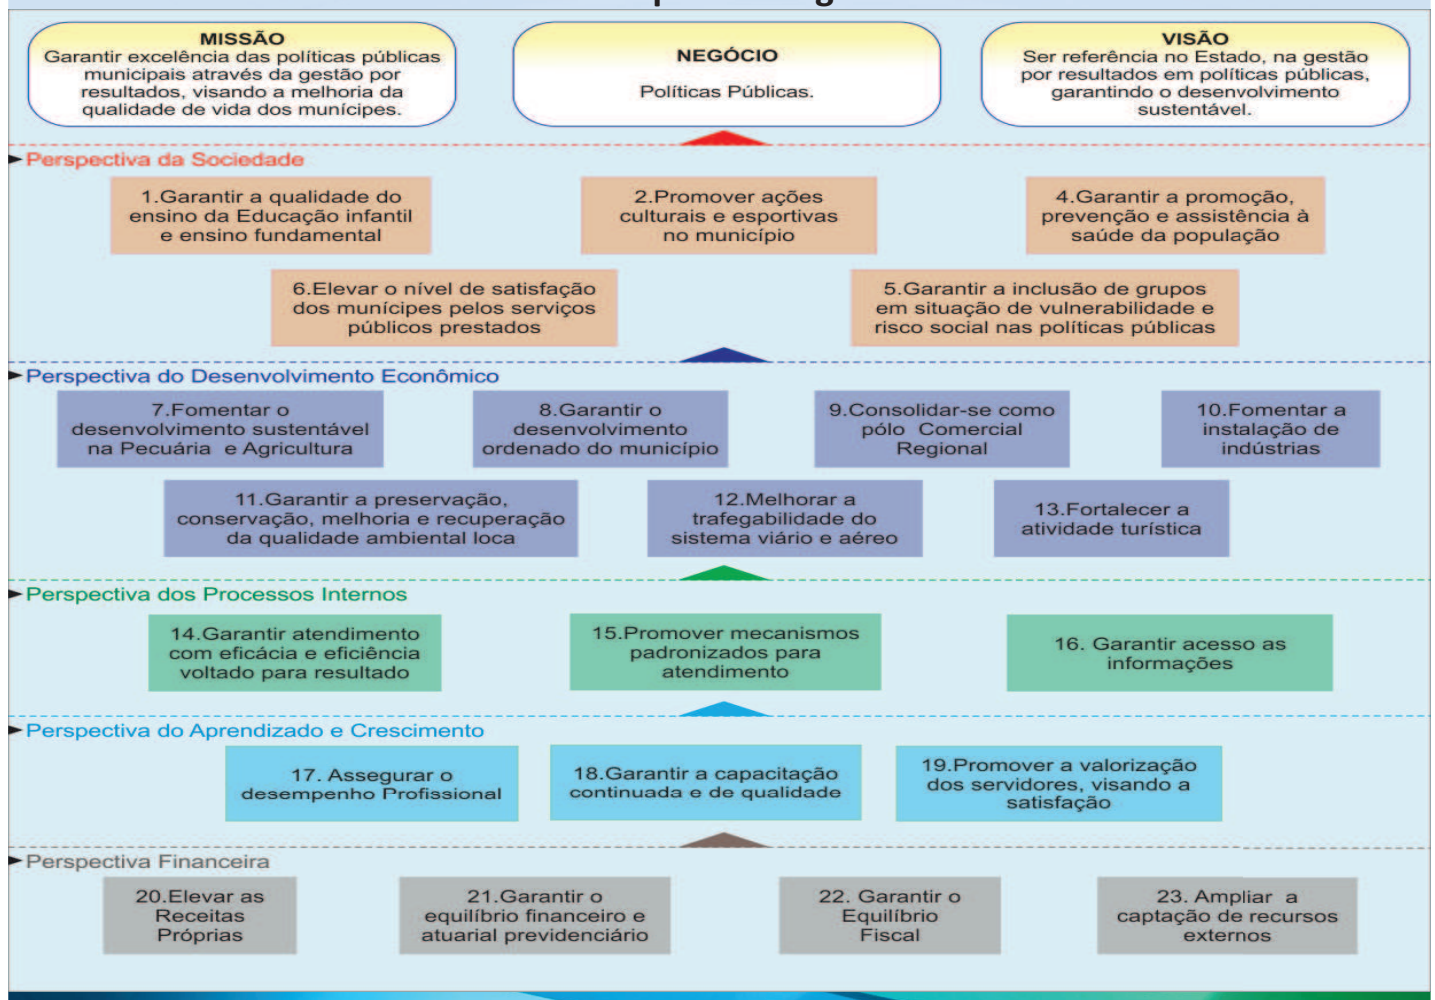 MISSÃO
Garantir excelência das políticas públicas
municipais através da gestão por
resultados, visando a melhoria da
qualidade de vida dos munícipes.
NEGÓCIO
Políticas Públicas.
VISÃO
Ser referência no Estado, na gestão
por resultados em políticas públicas,
garantindo o desenvolvimento
sustentável.
Perspectiva da Sociedade
1.Garantir a qualidade do
ensino da Educação infantil
e ensino fundamental
2.Promover ações
culturais e esportivas
no município
4.Garantir a promoção,
prevenção e assistência à
saúde da população
6.Elevar o nível de satisfação
dos munícipes pelos serviços
públicos prestados
5.Garantir a inclusão de grupos
em situação de vulnerabilidade e
risco social nas políticas públicas
Perspectiva do Desenvolvimento Econômico
7.Fomentar o
desenvolvimento sustentável
na Pecuária e Agricultura
8.Garantir o
desenvolvimento
ordenado do município
9.Consolidar-se como
pólo Comercial
Regional
10.Fomentar a
instalação de
indústrias
11.Garantir a preservação,
conservação, melhoria e recuperação
da qualidade ambiental loca
12.Melhorar a
trafegabilidade do
sistema viário e aéreo
13.Fortalecer a
atividade turística
Perspectiva dos Processos Internos
14.Garantir atendimento
com eficácia e eficiência
voltado para resultado
15.Promover mecanismos
padronizados para
atendimento
16. Garantir acesso as
informações
Perspectiva do Aprendizado e Crescimento
17. Assegurar o
desempenho Profissional
18.Garantir a capacitação
continuada e de qualidade
19.Promover a valorização
dos servidores, visando a
satisfação
Perspectiva Financeira
20.Elevar as
Receitas
Próprias
21.Garantir o
equilíbrio financeiro e
atuarial previdenciário
22. Garantir o
Equilíbrio
Fiscal
23. Ampliar a
captação de recursos
externos